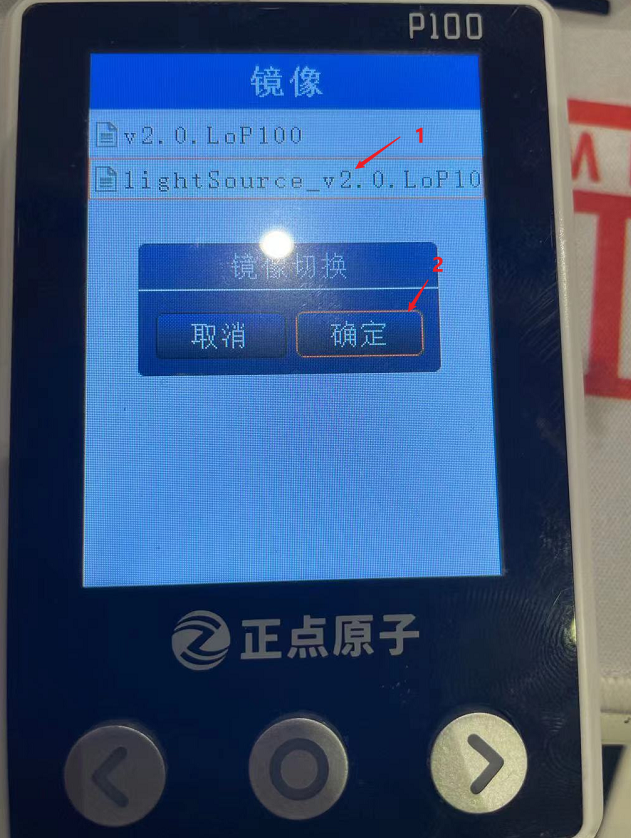 P100
镜像
v2.0.LoP100
1
lightSource_v2.0.LoP10
镜像切换
2
取消
确定
正点原子